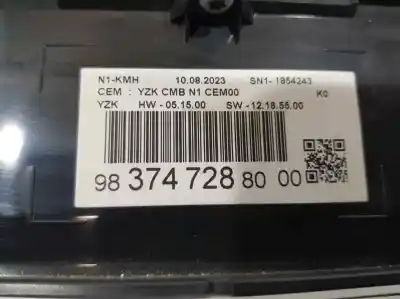 N1-KMH 10.08.2023 SN1- 1854243
CEM : YZK CMB N1 CEM00 K0
YZK HW - 05.15.00 SW - 12.18.55.00
98 374 728 80 00